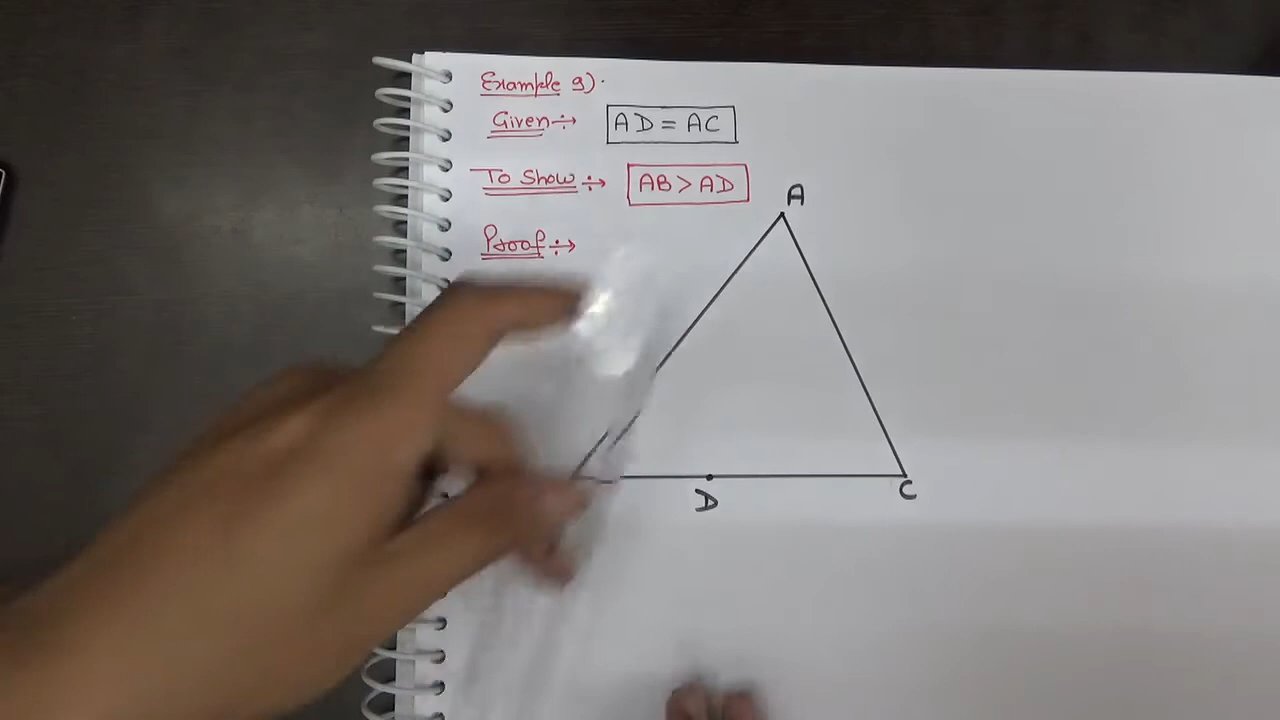 Example 9).
Given ÷→ AD = AC
To Show ÷→ AB > AD
Proof ÷→
A
D
C